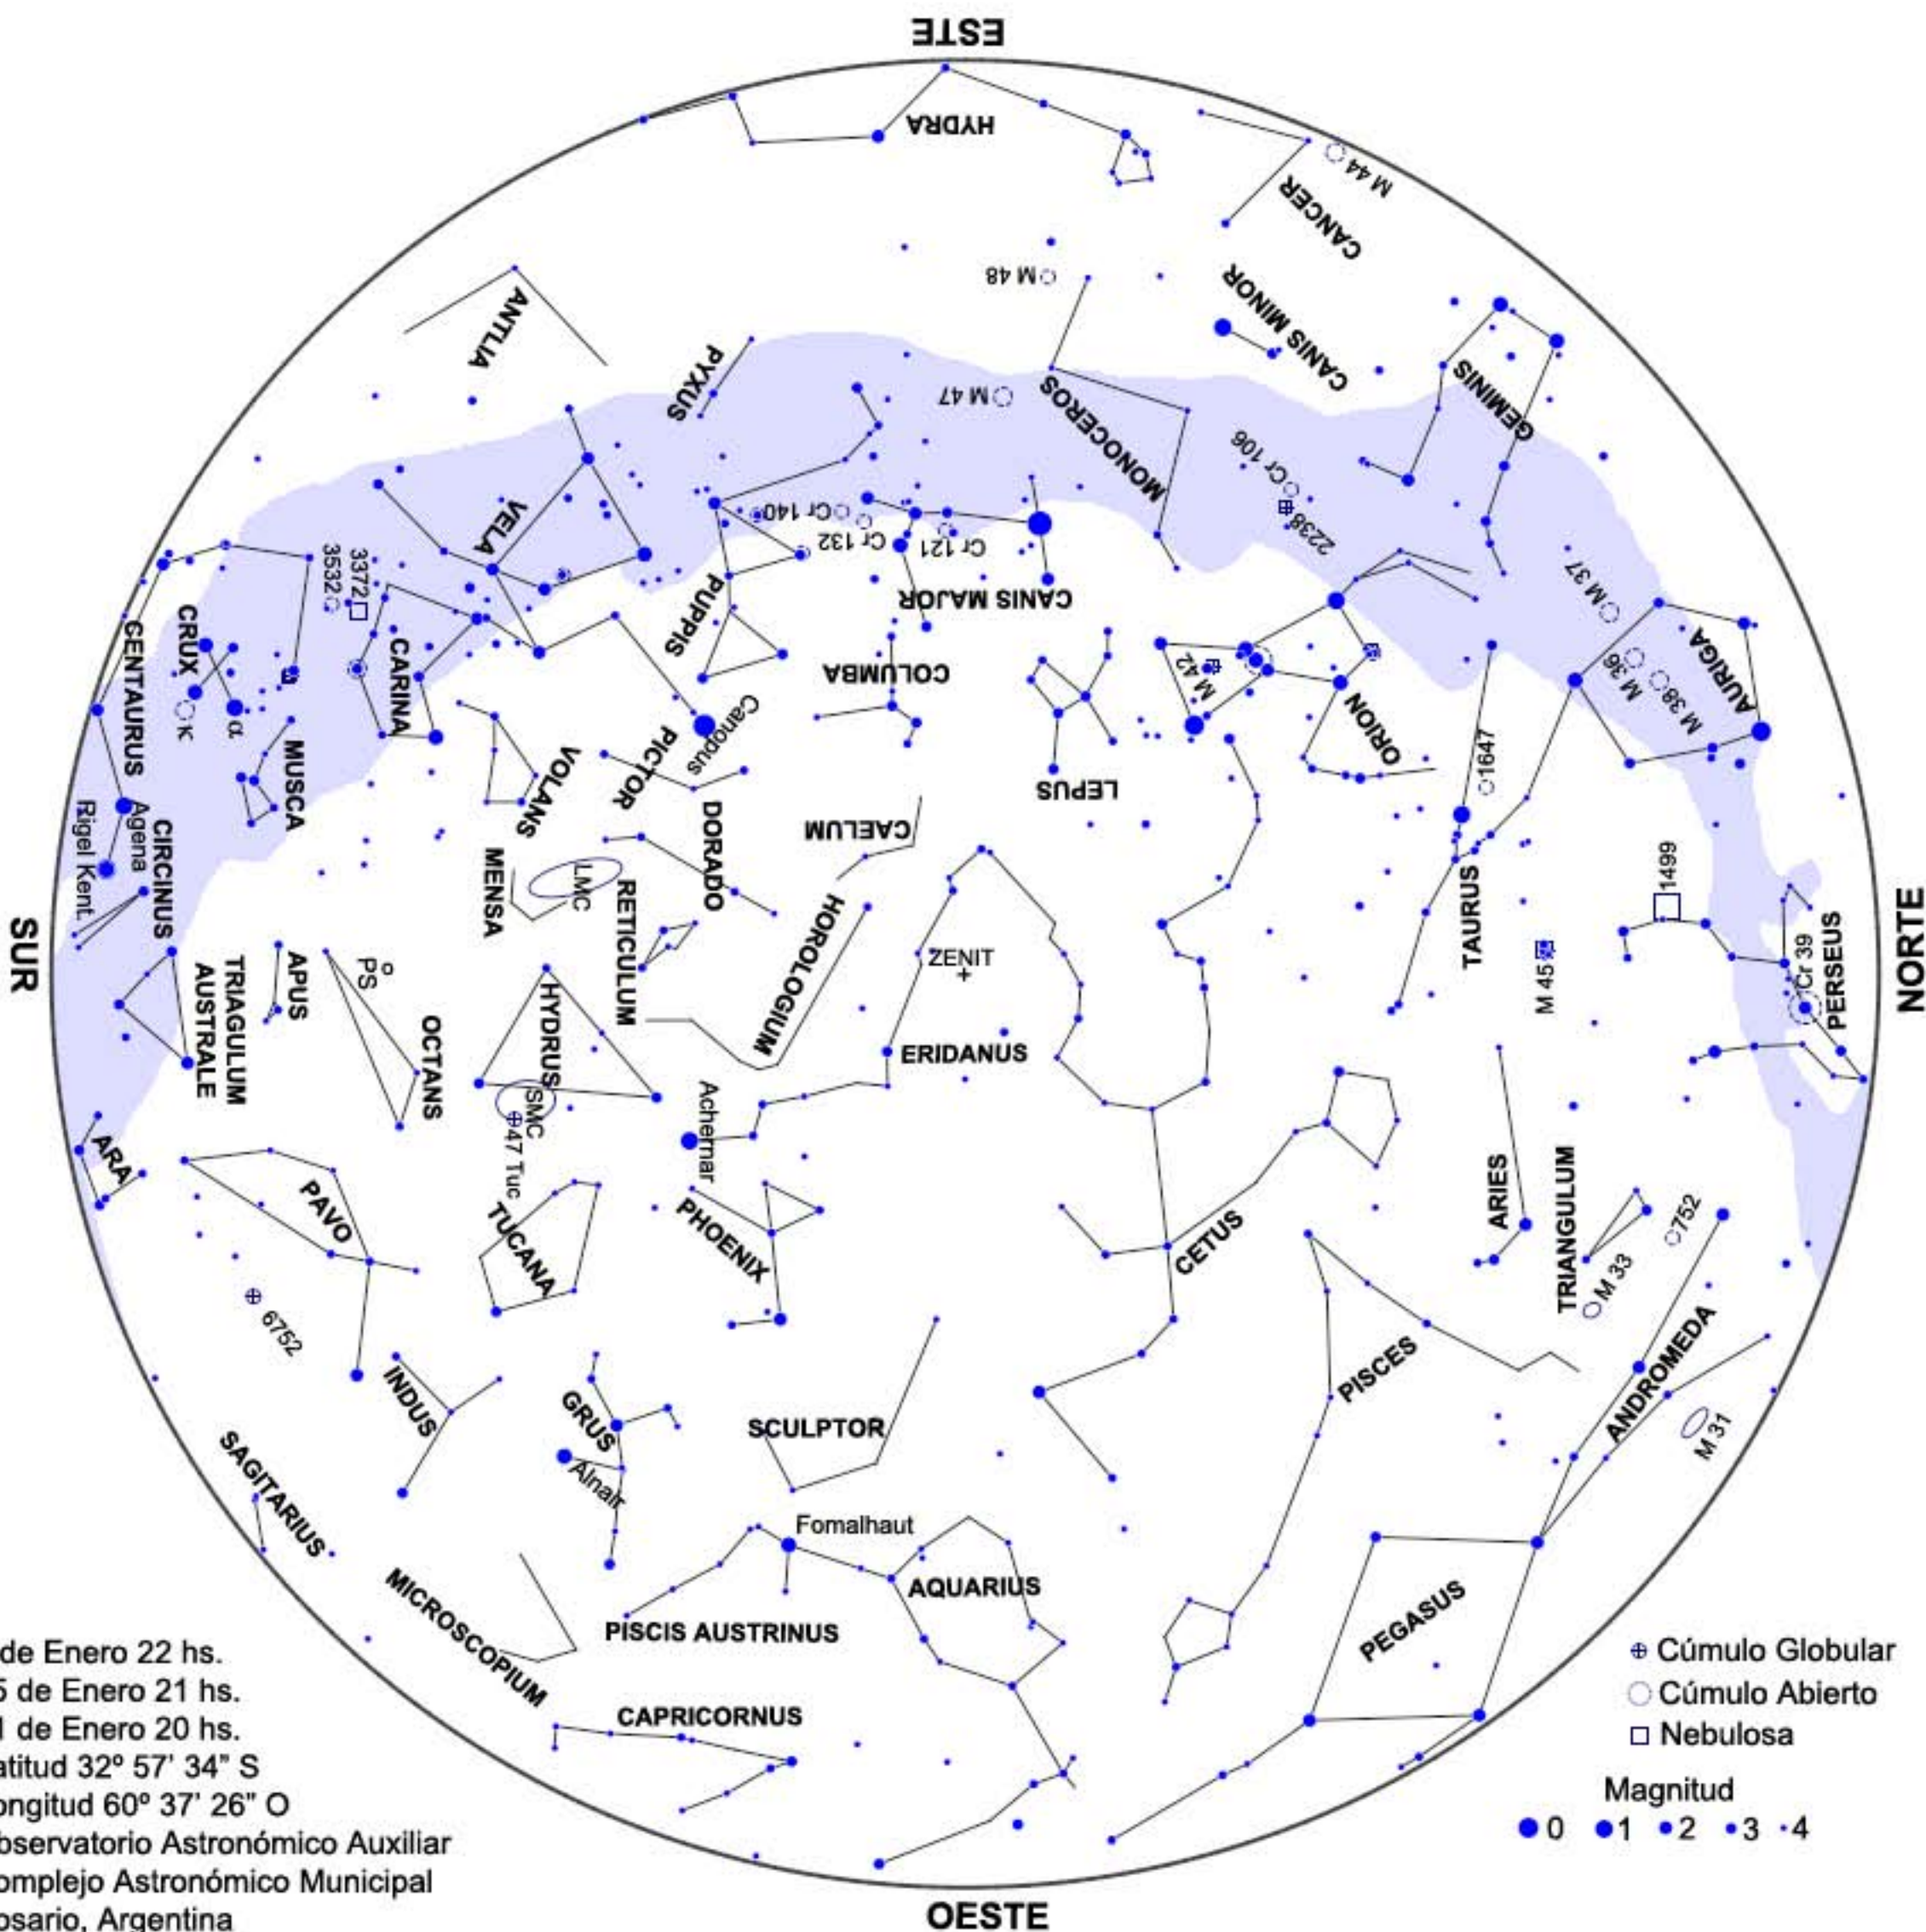 ESTE
HYDRA
M 44
CANCER
M 48
CANIS MINOR
ANTLIA
PYXUS
M 47
MONOCEROS
GEMINIS
Cr 106
2238
VELA
Cr 140
Cr 132
Cr 121
CANIS MAJOR
M 37
3532
3372
PUPPIS
CRUX
CARINA
COLUMBA
M 42
ORION
M 36
M 38
AURIGA
CENTAURUS
κ
α
MUSCA
Canopus
PICTOR
VOLANS
LEPUS
1647
Rigel Kent.
Agena
CIRCINUS
DORADO
CAELUM
MENSA
LMC
RETICULUM
HOROLOGIUM
TAURUS
1499
SUR
NORTE
TRIAGULUM
AUSTRALE
APUS
PS
ZENIT
M 45
Cr 39
PERSEUS
OCTANS
HYDRUS
ERIDANUS
SMC
47 Tuc
Achernar
ARA
PAVO
TUCANA
PHOENIX
CETUS
ARIES
TRIANGULUM
752
M 33
6752
INDUS
GRUS
Alnair
SCULPTOR
PISCES
ANDROMEDA
M 31
SAGITARIUS
Fomalhaut
AQUARIUS
MICROSCOPIUM
PISCIS AUSTRINUS
PEGASUS
CAPRICORNUS
de Enero 22 hs.
5 de Enero 21 hs.
1 de Enero 20 hs.
atitud 32º 57’ 34” S
ongitud 60º 37’ 26” O
bservatorio Astronómico Auxiliar
omplejo Astronómico Municipal
osario, Argentina
Cúmulo Globular
Cúmulo Abierto
Nebulosa
Magnitud
0 1 2 3 4
OESTE